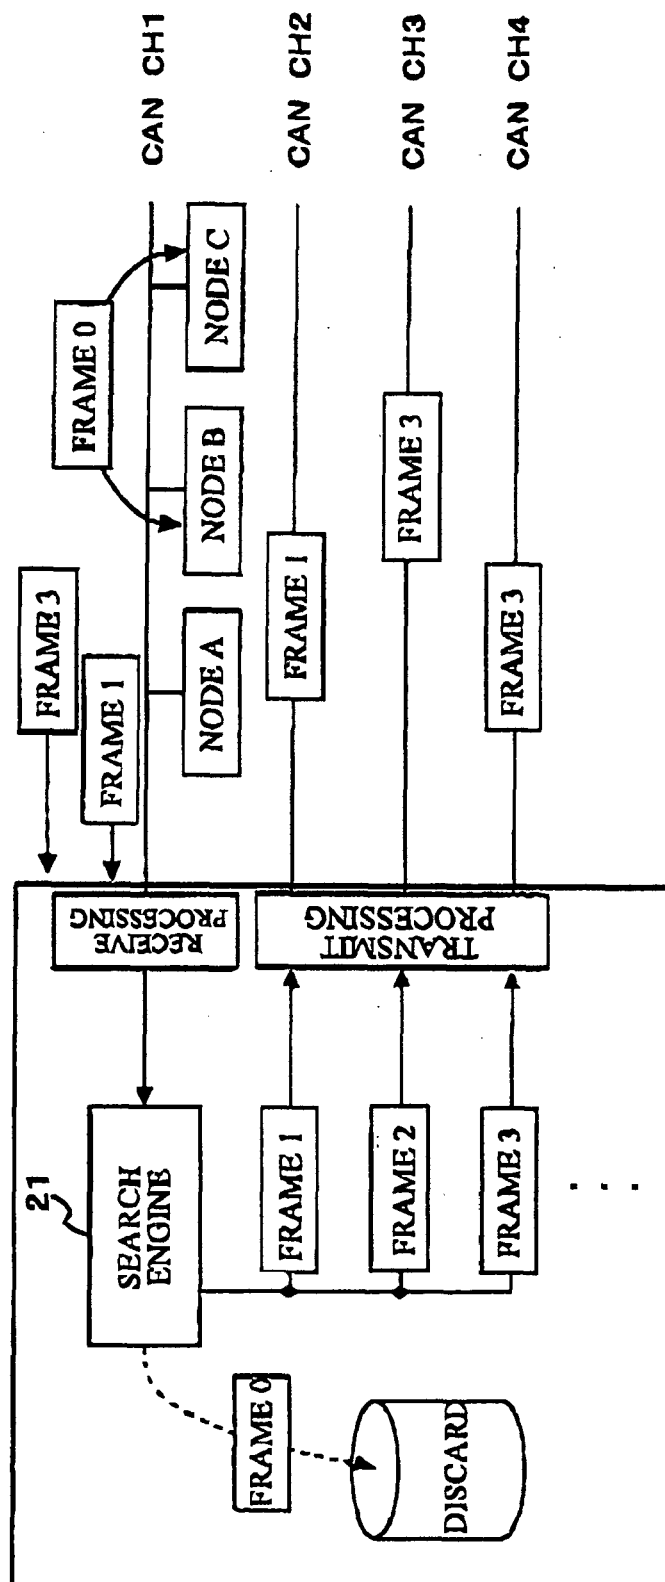 21
SEARCH
ENGINE
RECEIVE
PROCESSING
FRAME 3
FRAME 1
FRAME 0
CAN CH1
NODE A
NODE B
NODE C
FRAME 0
DISCARD
FRAME 1
FRAME 2
FRAME 3
TRANSMIT
PROCESSING
FRAME 1
CAN CH2
FRAME 3
CAN CH3
FRAME 3
CAN CH4